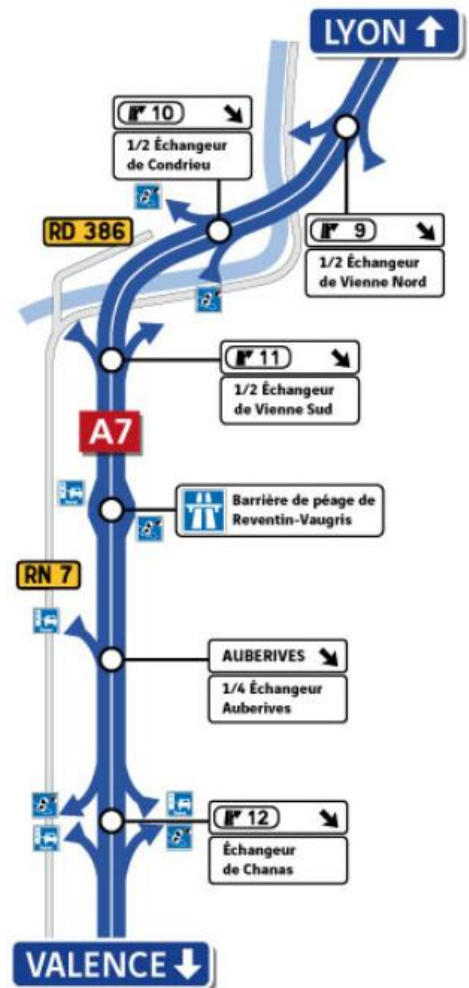 LYON
10
1/2 Échangeur
de Condrieu
RD 386
9
1/2 Échangeur
de Vienne Nord
11
1/2 Échangeur
de Vienne Sud
A7
Barrière de péage de
Reventin-Vaugris
RN 7
AUBERIVES
1/4 Échangeur
Auberives
12
Échangeur
de Chanas
VALENCE